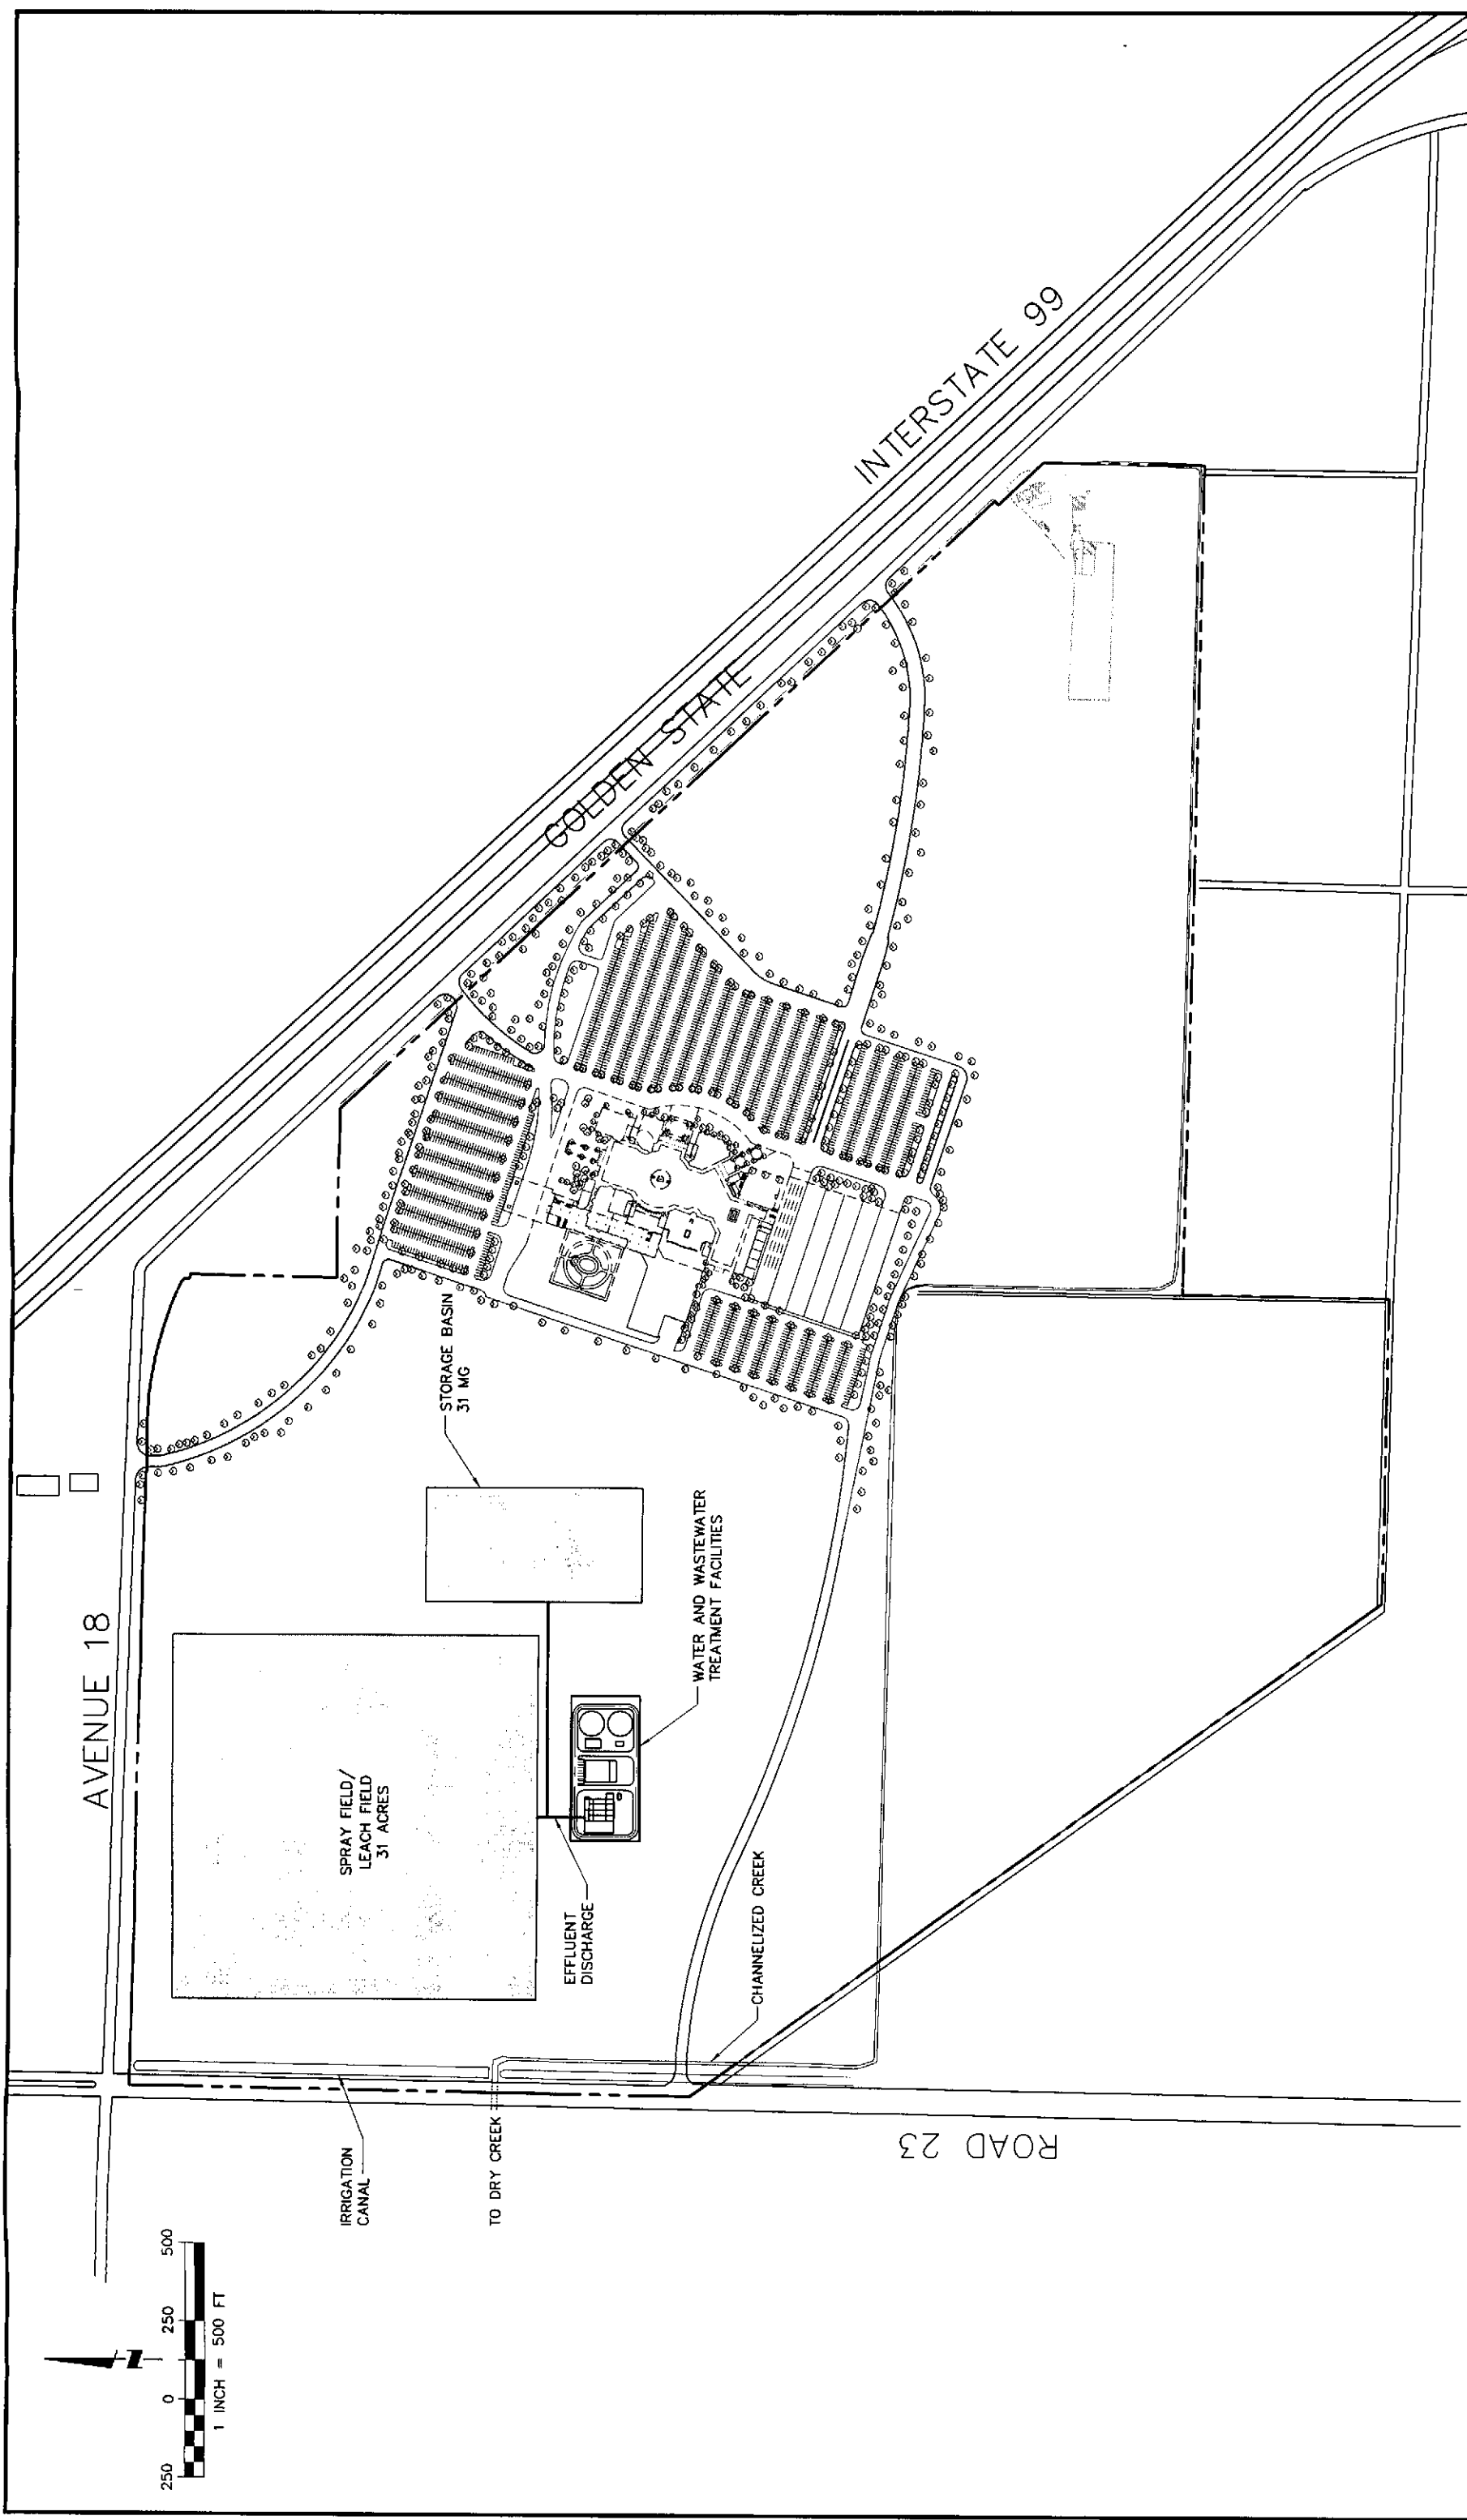 AVENUE 18
INTERSTATE 99
GOLDEN STATE
STORAGE BASIN
31 MG
SPRAY FIELD/
LEACH FIELD
31 ACRES
WATER AND WASTEWATER
TREATMENT FACILITIES
EFFLUENT
DISCHARGE
CHANNELIZED CREEK
IRRIGATION
CANAL
TO DRY CREEK
ROAD 23
250 0 250 500
1 INCH = 500 FT